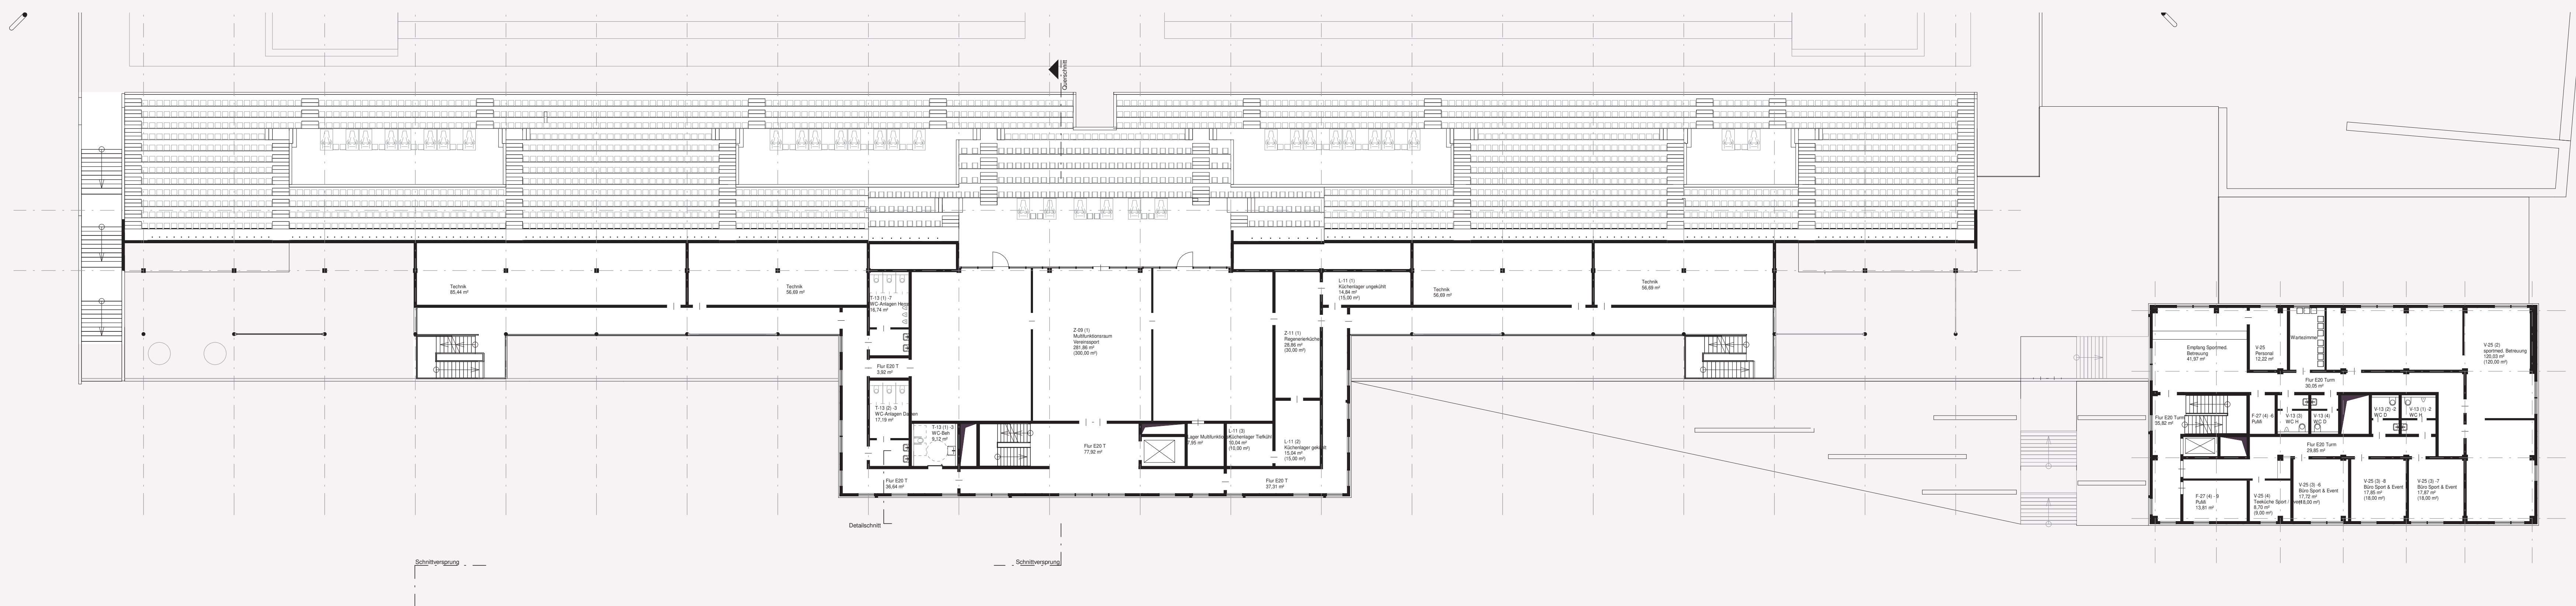 Querschnitt
Technik
85,44 m²
Technik
56,69 m²
T-13 (1) -7
WC-Anlagen Herren
16,74 m²
Flur E20 T
3,92 m²
T-13 (2) -3
WC-Anlagen Damen
17,19 m²
T-13 (1) -3
WC-Beh
8,12 m²
Flur E20 T
36,64 m²
Z-09 (1)
Multifunktionsraum
Vereinssport
281,86 m²
(300,00 m²)
Flur E20 T
77,92 m²
Lager Multifunktion
7,95 m²
L-11 (3)
Küchenlager Tiefkühl
10,04 m²
(10,00 m²)
Z-11 (1)
Regenerierküche
28,86 m²
(30,00 m²)
L-11 (2)
Küchenlager gekühlt
15,04 m²
(15,00 m²)
Flur E20 T
37,31 m²
L-11 (1)
Küchenlager ungekühlt
14,84 m²
(15,00 m²)
Technik
56,69 m²
Technik
56,69 m²
Detailschnitt
Schnittversprung
Schnittversprung
Empfang Sportmed.
Betreuung
41,97 m²
V-25
Personal
12,22 m²
Wartezimmer
V-25 (2)
sportmed. Betreuung
120,03 m²
(120,00 m²)
Flur E20 Turm
30,05 m²
Flur E20 Turm
35,82 m²
F-27 (4) -6
PuMi
V-13 (3)
WC H
V-13 (4)
WC D
V-13 (2) -2
WC D
V-13 (1) -2
WC H
Flur E20 Turm
29,85 m²
F-27 (4) - 9
PuMi
13,81 m²
V-25 (4)
Teeküche Sport / Event
8,70 m²
(9,00 m²)
V-25 (3) -6
Büro Sport & Event
17,72 m²
(18,00 m²)
V-25 (3) -6
Büro Sport & Event
17,85 m²
(18,00 m²)
V-25 (3) -7
Büro Sport & Event
17,87 m²
(18,00 m²)